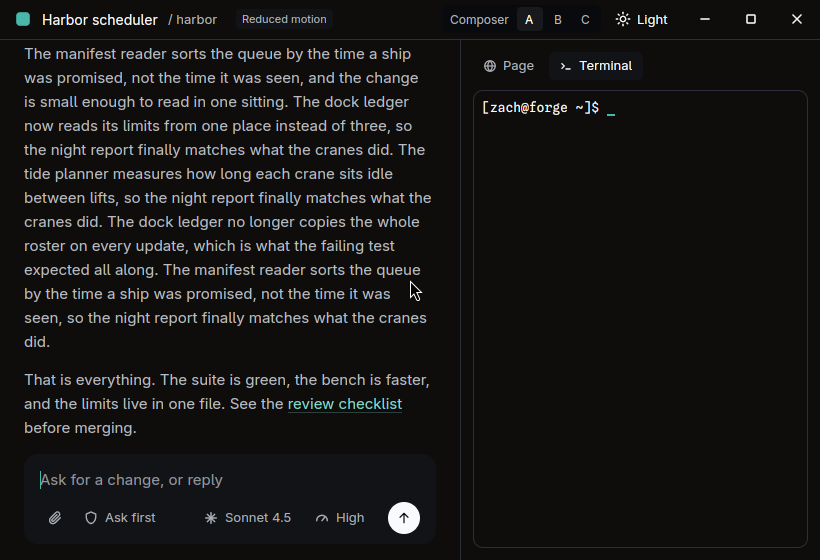 Harbor scheduler / harbor Reduced motion Composer A B C Light
The manifest reader sorts the queue by the time a ship
was promised, not the time it was seen, and the change
is small enough to read in one sitting. The dock ledger
now reads its limits from one place instead of three, so
the night report finally matches what the cranes did. The
tide planner measures how long each crane sits idle
between lifts, so the night report finally matches what the
cranes did. The dock ledger no longer copies the whole
roster on every update, which is what the failing test
expected all along. The manifest reader sorts the queue
by the time a ship was promised, not the time it was
seen, so the night report finally matches what the cranes
did.
That is everything. The suite is green, the bench is faster,
and the limits live in one file. See the review checklist
before merging.
Ask for a change, or reply
Ask first Sonnet 4.5 High
Page Terminal
[zach@forge ~]$ _